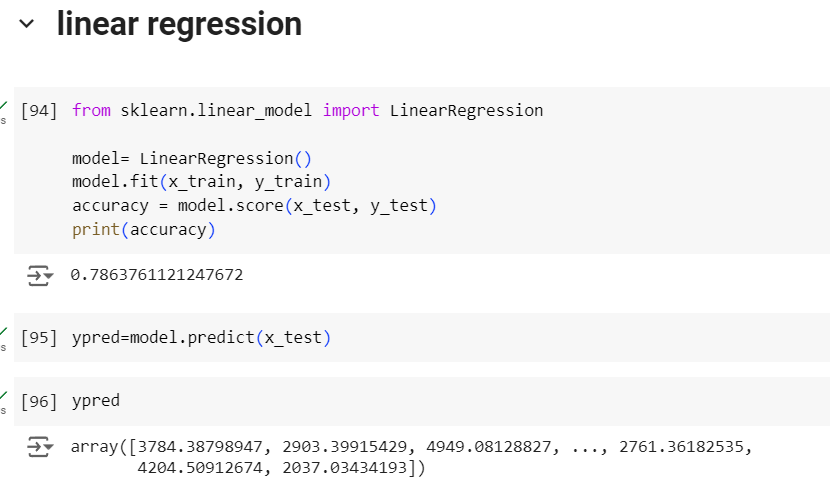 linear regression
[94] from sklearn.linear_model import LinearRegression
s
model= LinearRegression()
model.fit(x_train, y_train)
accuracy = model.score(x_test, y_test)
print(accuracy)
0.7863761121247672
[95] ypred=model.predict(x_test)
s
[96] ypred
s
array([3784.38798947, 2903.39915429, 4949.08128827, ..., 2761.36182535,
4204.50912674, 2037.03434193])